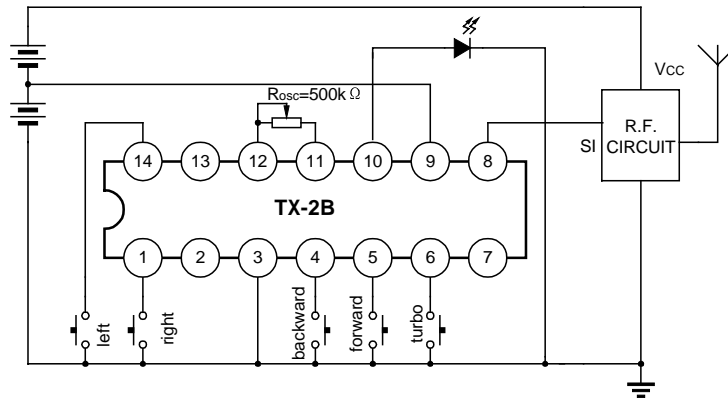 Vcc
Rosc=500kΩ
R.F.
SI CIRCUIT
14 13 12 11 10 9 8
TX-2B
1 2 3 4 5 6 7
left
right
backward
forward
turbo